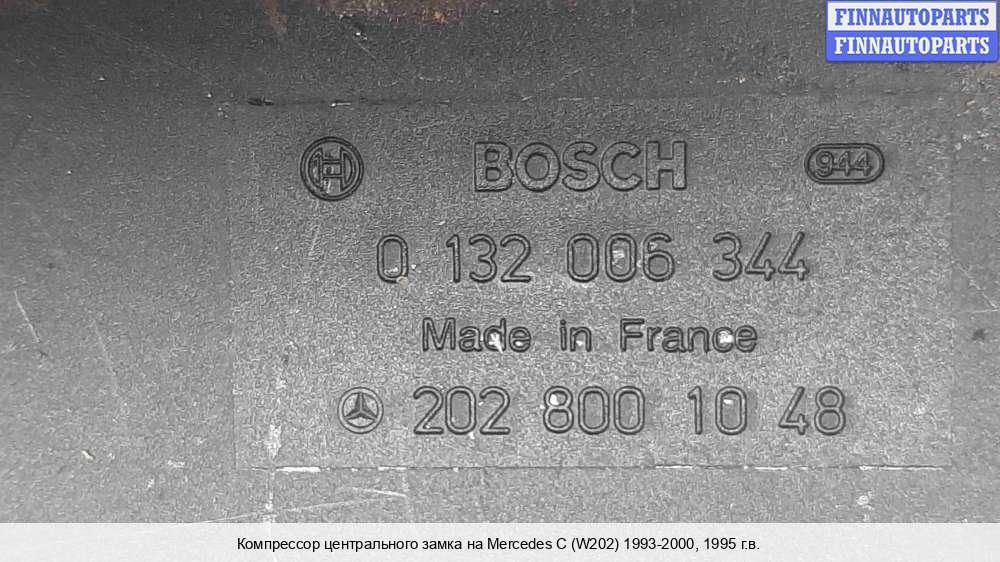 FINNAUTOPARTS
FINNAUTOPARTS
BOSCH 944
0 132 006 344
Made in France
202 800 10 48
Компрессор центрального замка на Mercedes C (W202) 1993-2000, 1995 г.в.